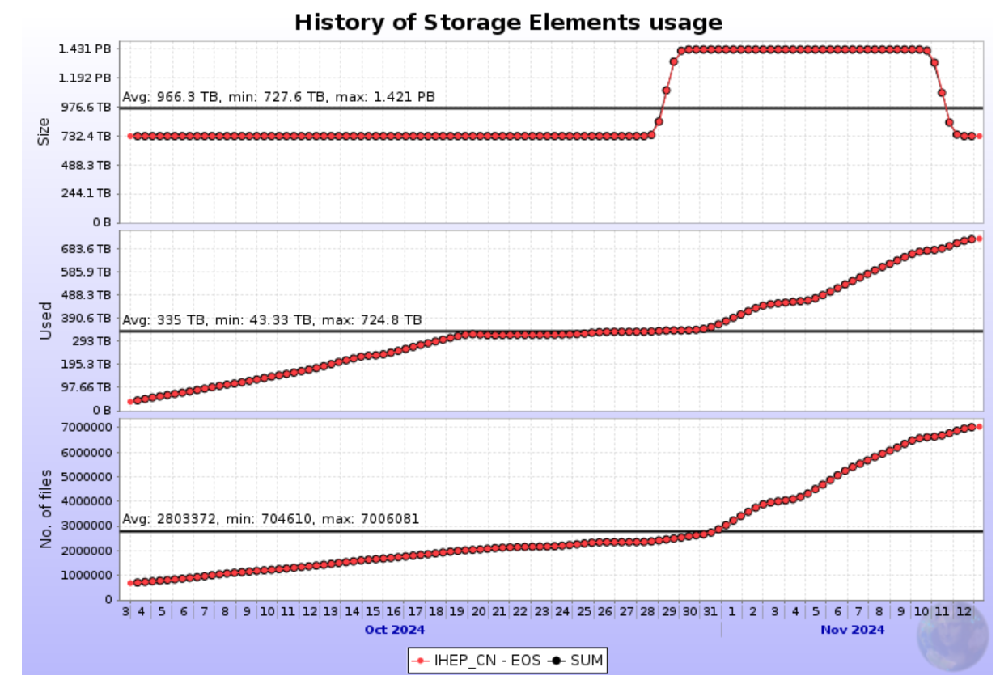 History of Storage Elements usage
Size
1.431 PB
1.192 PB
976.6 TB
732.4 TB
488.3 TB
244.1 TB
0 B
Avg: 966.3 TB, min: 727.6 TB, max: 1.421 PB
Used
683.6 TB
585.9 TB
488.3 TB
390.6 TB
293 TB
195.3 TB
97.66 TB
0 B
Avg: 335 TB, min: 43.33 TB, max: 724.8 TB
No. of files
7000000
6000000
5000000
4000000
3000000
2000000
1000000
0
Avg: 2803372, min: 704610, max: 7006081
3 4 5 6 7 8 9 10 11 12 13 14 15 16 17 18 19 20 21 22 23 24 25 26 27 28 29 30 31 1 2 3 4 5 6 7 8 9 10 11 12
Oct 2024 Nov 2024
IHEP_CN - EOS SUM